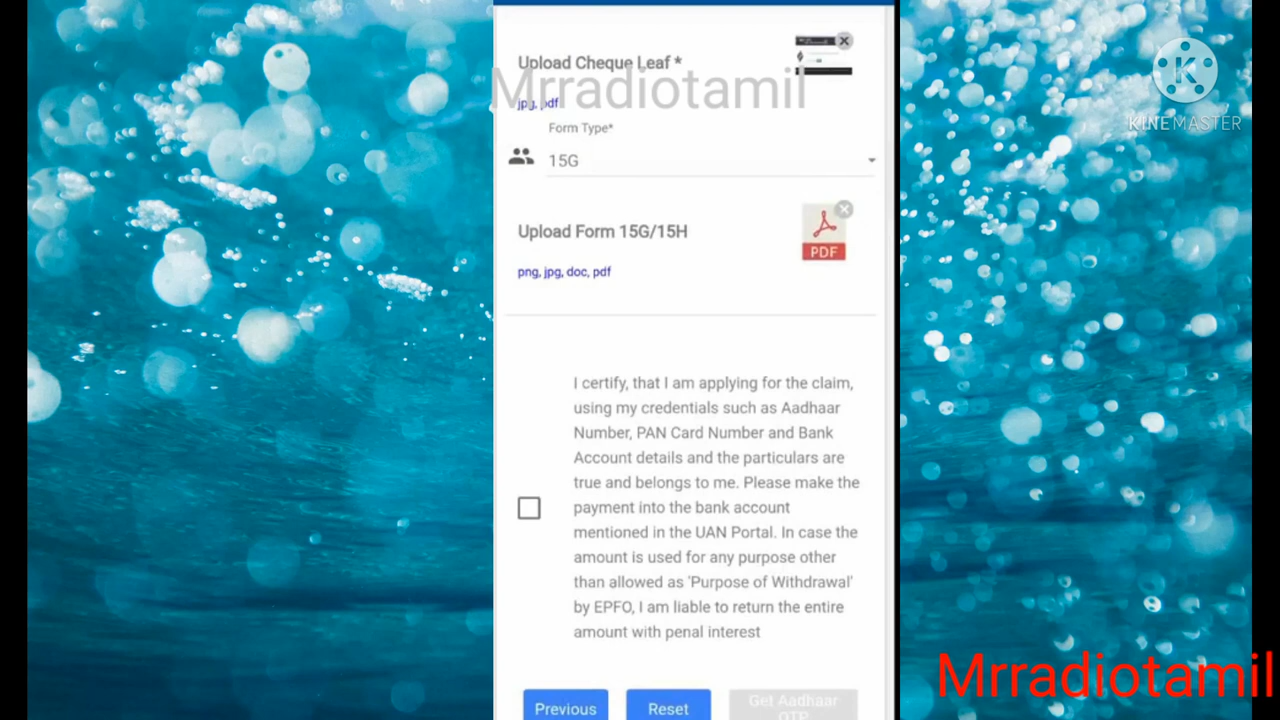 Upload Cheque Leaf *
Mrradiotamil
jpg, pdf
Form Type*
15G
Upload Form 15G/15H
PDF
png, jpg, doc, pdf
I certify, that I am applying for the claim,
using my credentials such as Aadhaar
Number, PAN Card Number and Bank
Account details and the particulars are
true and belongs to me. Please make the
payment into the bank account
mentioned in the UAN Portal. In case the
amount is used for any purpose other
than allowed as 'Purpose of Withdrawal'
by EPFO, I am liable to return the entire
amount with penal interest
Previous
Reset
Get Aadhaar
OTP
K
KINEMASTER
Mrradiotamil